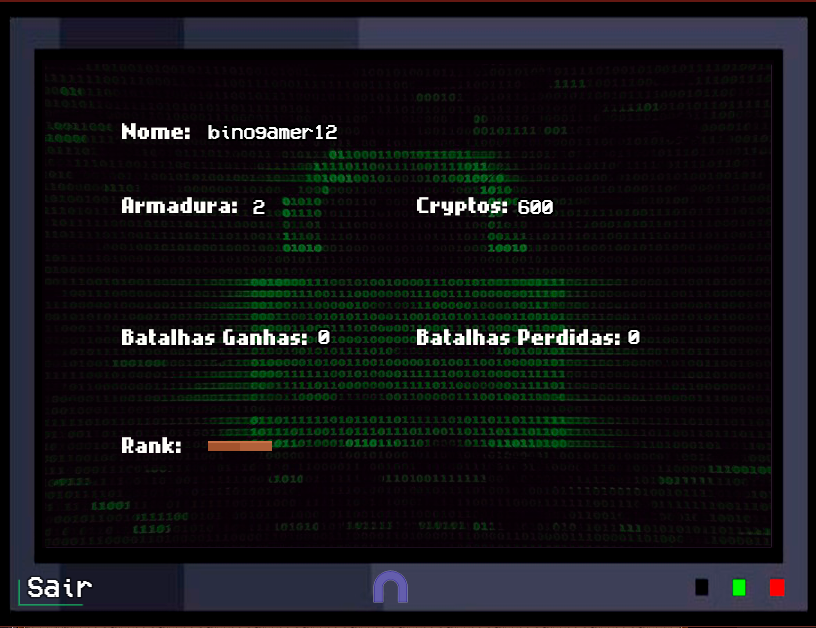 Nome: binogamer12
Armadura: 2 Cryptos: 600
Batalhas Ganhas: 0 Batalhas Perdidas: 0
Rank:
Sair